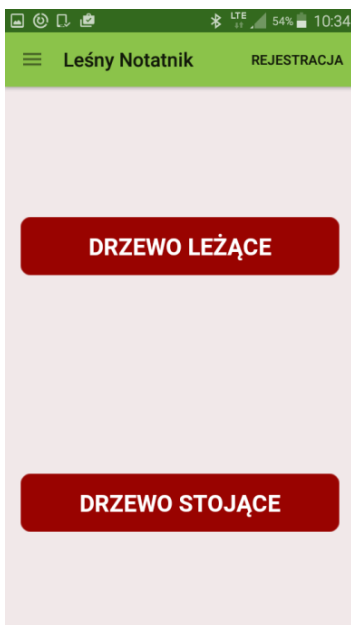 LTE 54% 10:34
Leśny Notatnik REJESTRACJA
DRZEWO LEŻĄCE
DRZEWO STOJĄCE